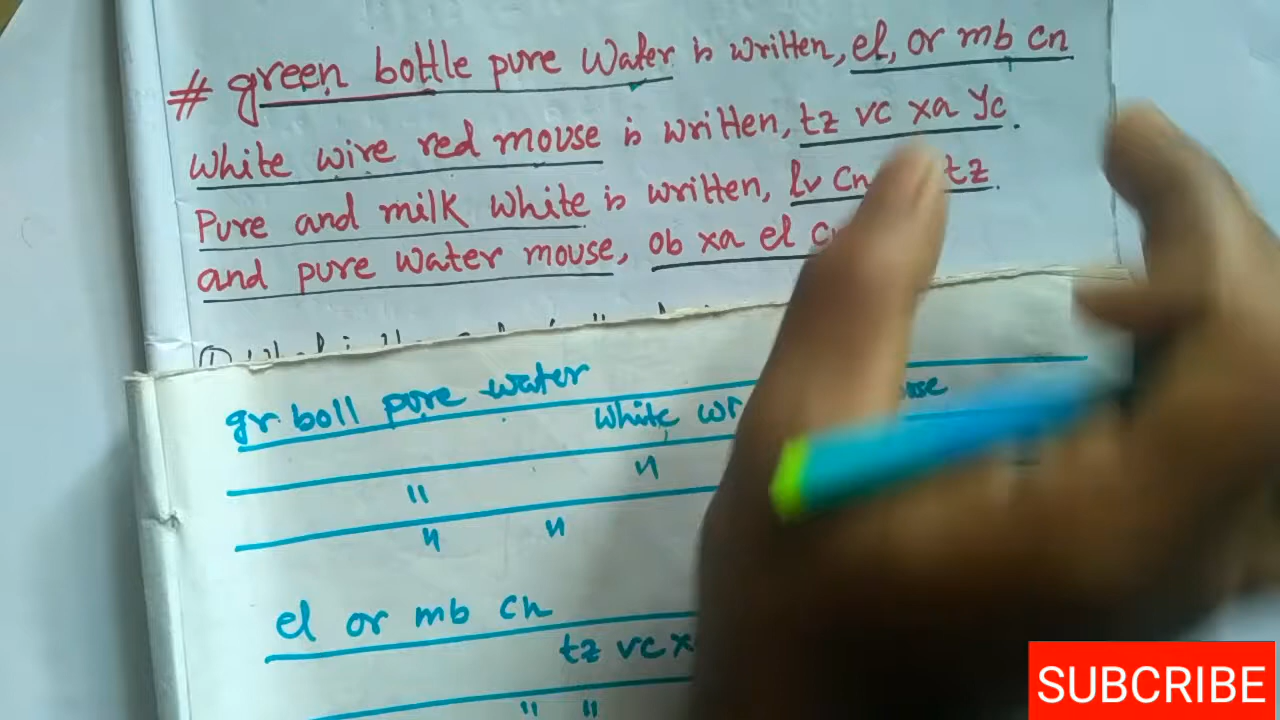 # green bottle pure water is written, el, or mb cn
White wire red mouse is written, tz vc xa Yc.
Pure and milk white is written, lv cn tz.
and pure water mouse, ob xa el
gr boll pure water
white
"
"
" "
el or mb cn
tz vc
" "
SUBCRIBE